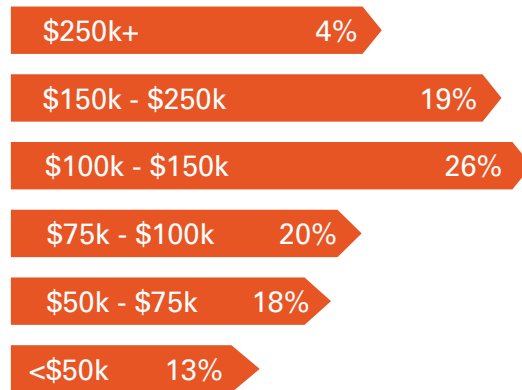 $250k+ 4%
$150k - $250k 19%
$100k - $150k 26%
$75k - $100k 20%
$50k - $75k 18%
<$50k 13%